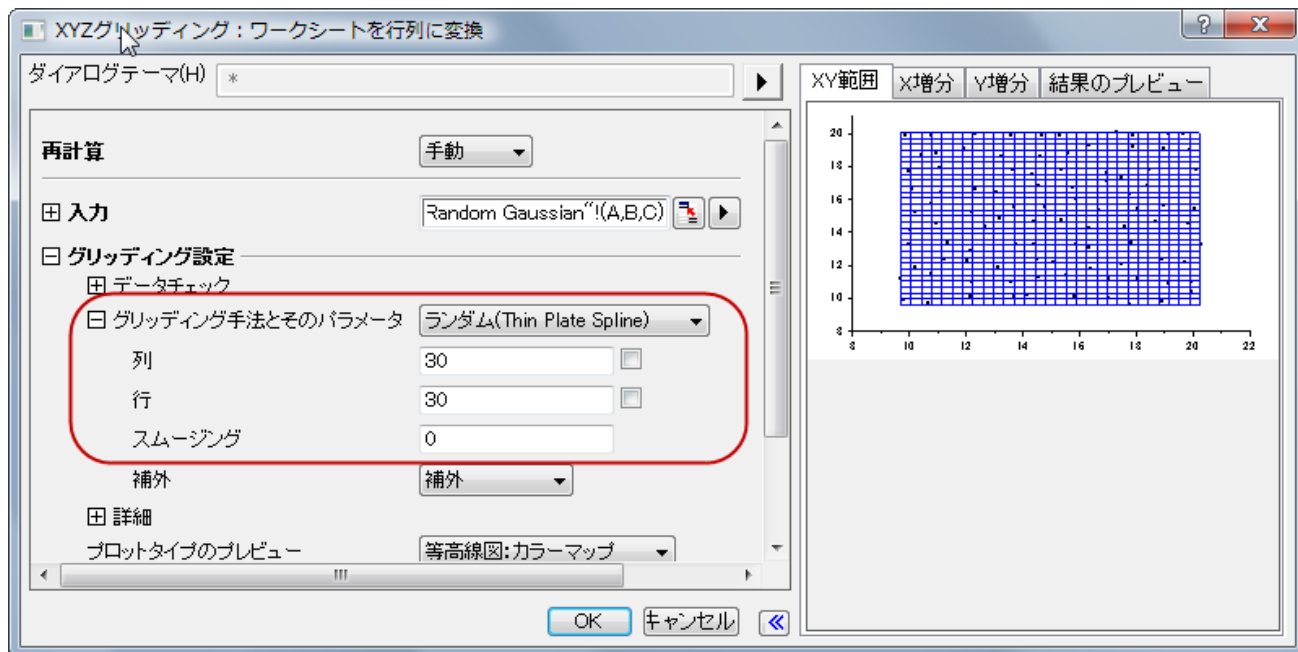 XYZグリッディング：ワークシートを行列に変換
ダイアログテーマ(H) *
再計算 手動
入力 Random Gaussian"!(A,B,C)
グリッディング設定
データチェック
グリッディング手法とそのパラメータ ランダム(Thin Plate Spline)
列 30
行 30
スムージング 0
補外 補外
詳細
プロットタイプのプレビュー 等高線図:カラーマップ
OK キャンセル
XY範囲 X増分 Y増分 結果のプレビュー
20
18
16
14
12
10
8
8 10 12 14 16 18 20 22